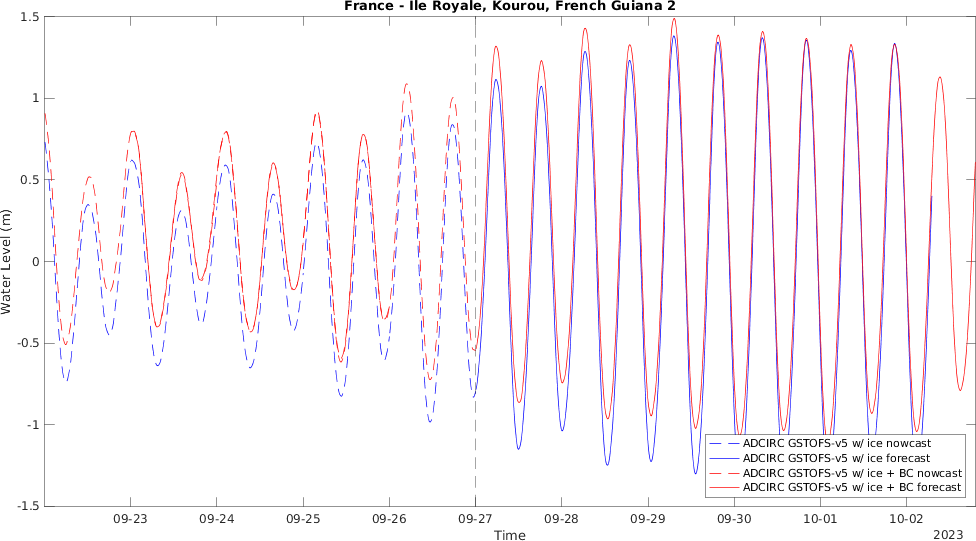 France - Ile Royale, Kourou, French Guiana 2
1.5
1
0.5
0
-0.5
-1
-1.5
Water Level (m)
ADCIRC GSTOFS-v5 w/ ice nowcast
ADCIRC GSTOFS-v5 w/ ice forecast
ADCIRC GSTOFS-v5 w/ ice + BC nowcast
ADCIRC GSTOFS-v5 w/ ice + BC forecast
09-23 09-24 09-25 09-26 09-27 09-28 09-29 09-30 10-01 10-02
Time
2023